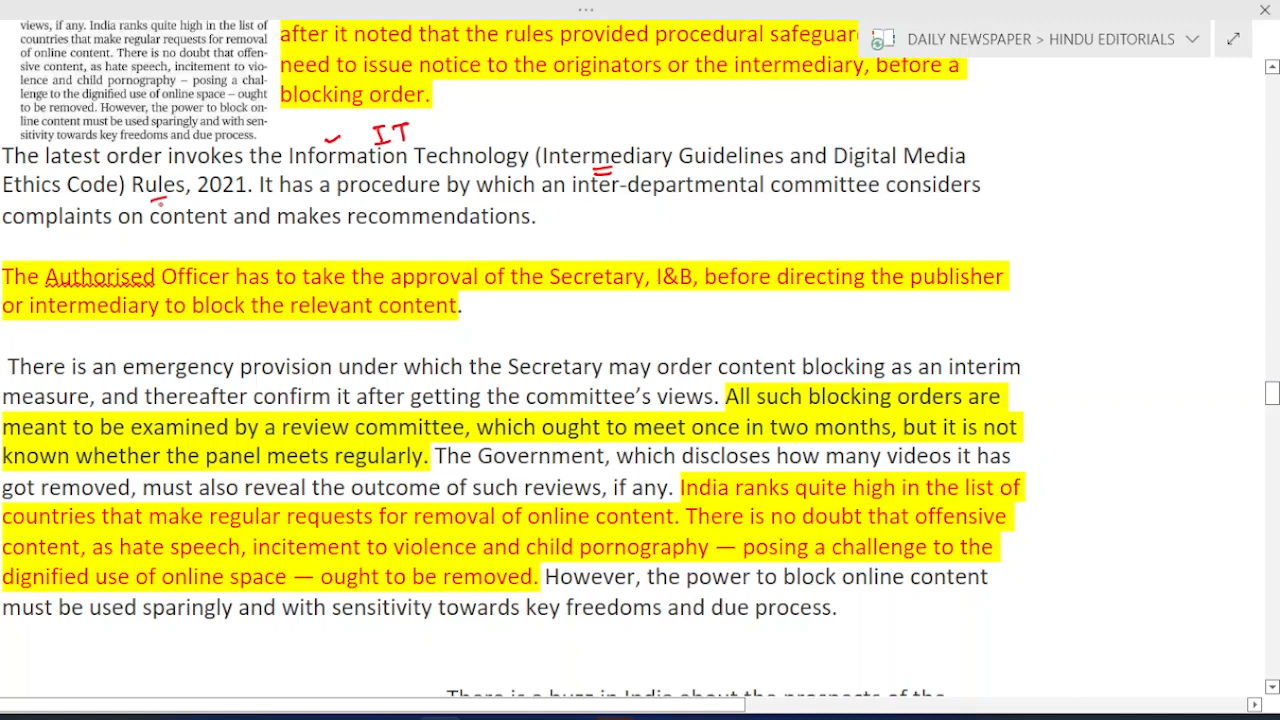 views, if any. India ranks quite high in the list of
countries that make regular requests for removal
of online content. There is no doubt that offen-
sive content, as hate speech, incitement to vio-
lence and child pornography – posing a chal-
lenge to the dignified use of online space – ought
to be removed. However, the power to block on-
line content must be used sparingly and with sen-
sitivity towards key freedoms and due process.
after it noted that the rules provided procedural safeguar
need to issue notice to the originators or the intermediary, before a
blocking order.
DAILY NEWSPAPER > HINDU EDITORIALS
IT
The latest order invokes the Information Technology (Intermediary Guidelines and Digital Media
Ethics Code) Rules, 2021. It has a procedure by which an inter-departmental committee considers
complaints on content and makes recommendations.
The Authorised Officer has to take the approval of the Secretary, I&B, before directing the publisher
or intermediary to block the relevant content.
There is an emergency provision under which the Secretary may order content blocking as an interim
measure, and thereafter confirm it after getting the committee’s views. All such blocking orders are
meant to be examined by a review committee, which ought to meet once in two months, but it is not
known whether the panel meets regularly. The Government, which discloses how many videos it has
got removed, must also reveal the outcome of such reviews, if any. India ranks quite high in the list of
countries that make regular requests for removal of online content. There is no doubt that offensive
content, as hate speech, incitement to violence and child pornography — posing a challenge to the
dignified use of online space — ought to be removed. However, the power to block online content
must be used sparingly and with sensitivity towards key freedoms and due process.
There is a buzz in India about the prospects of the